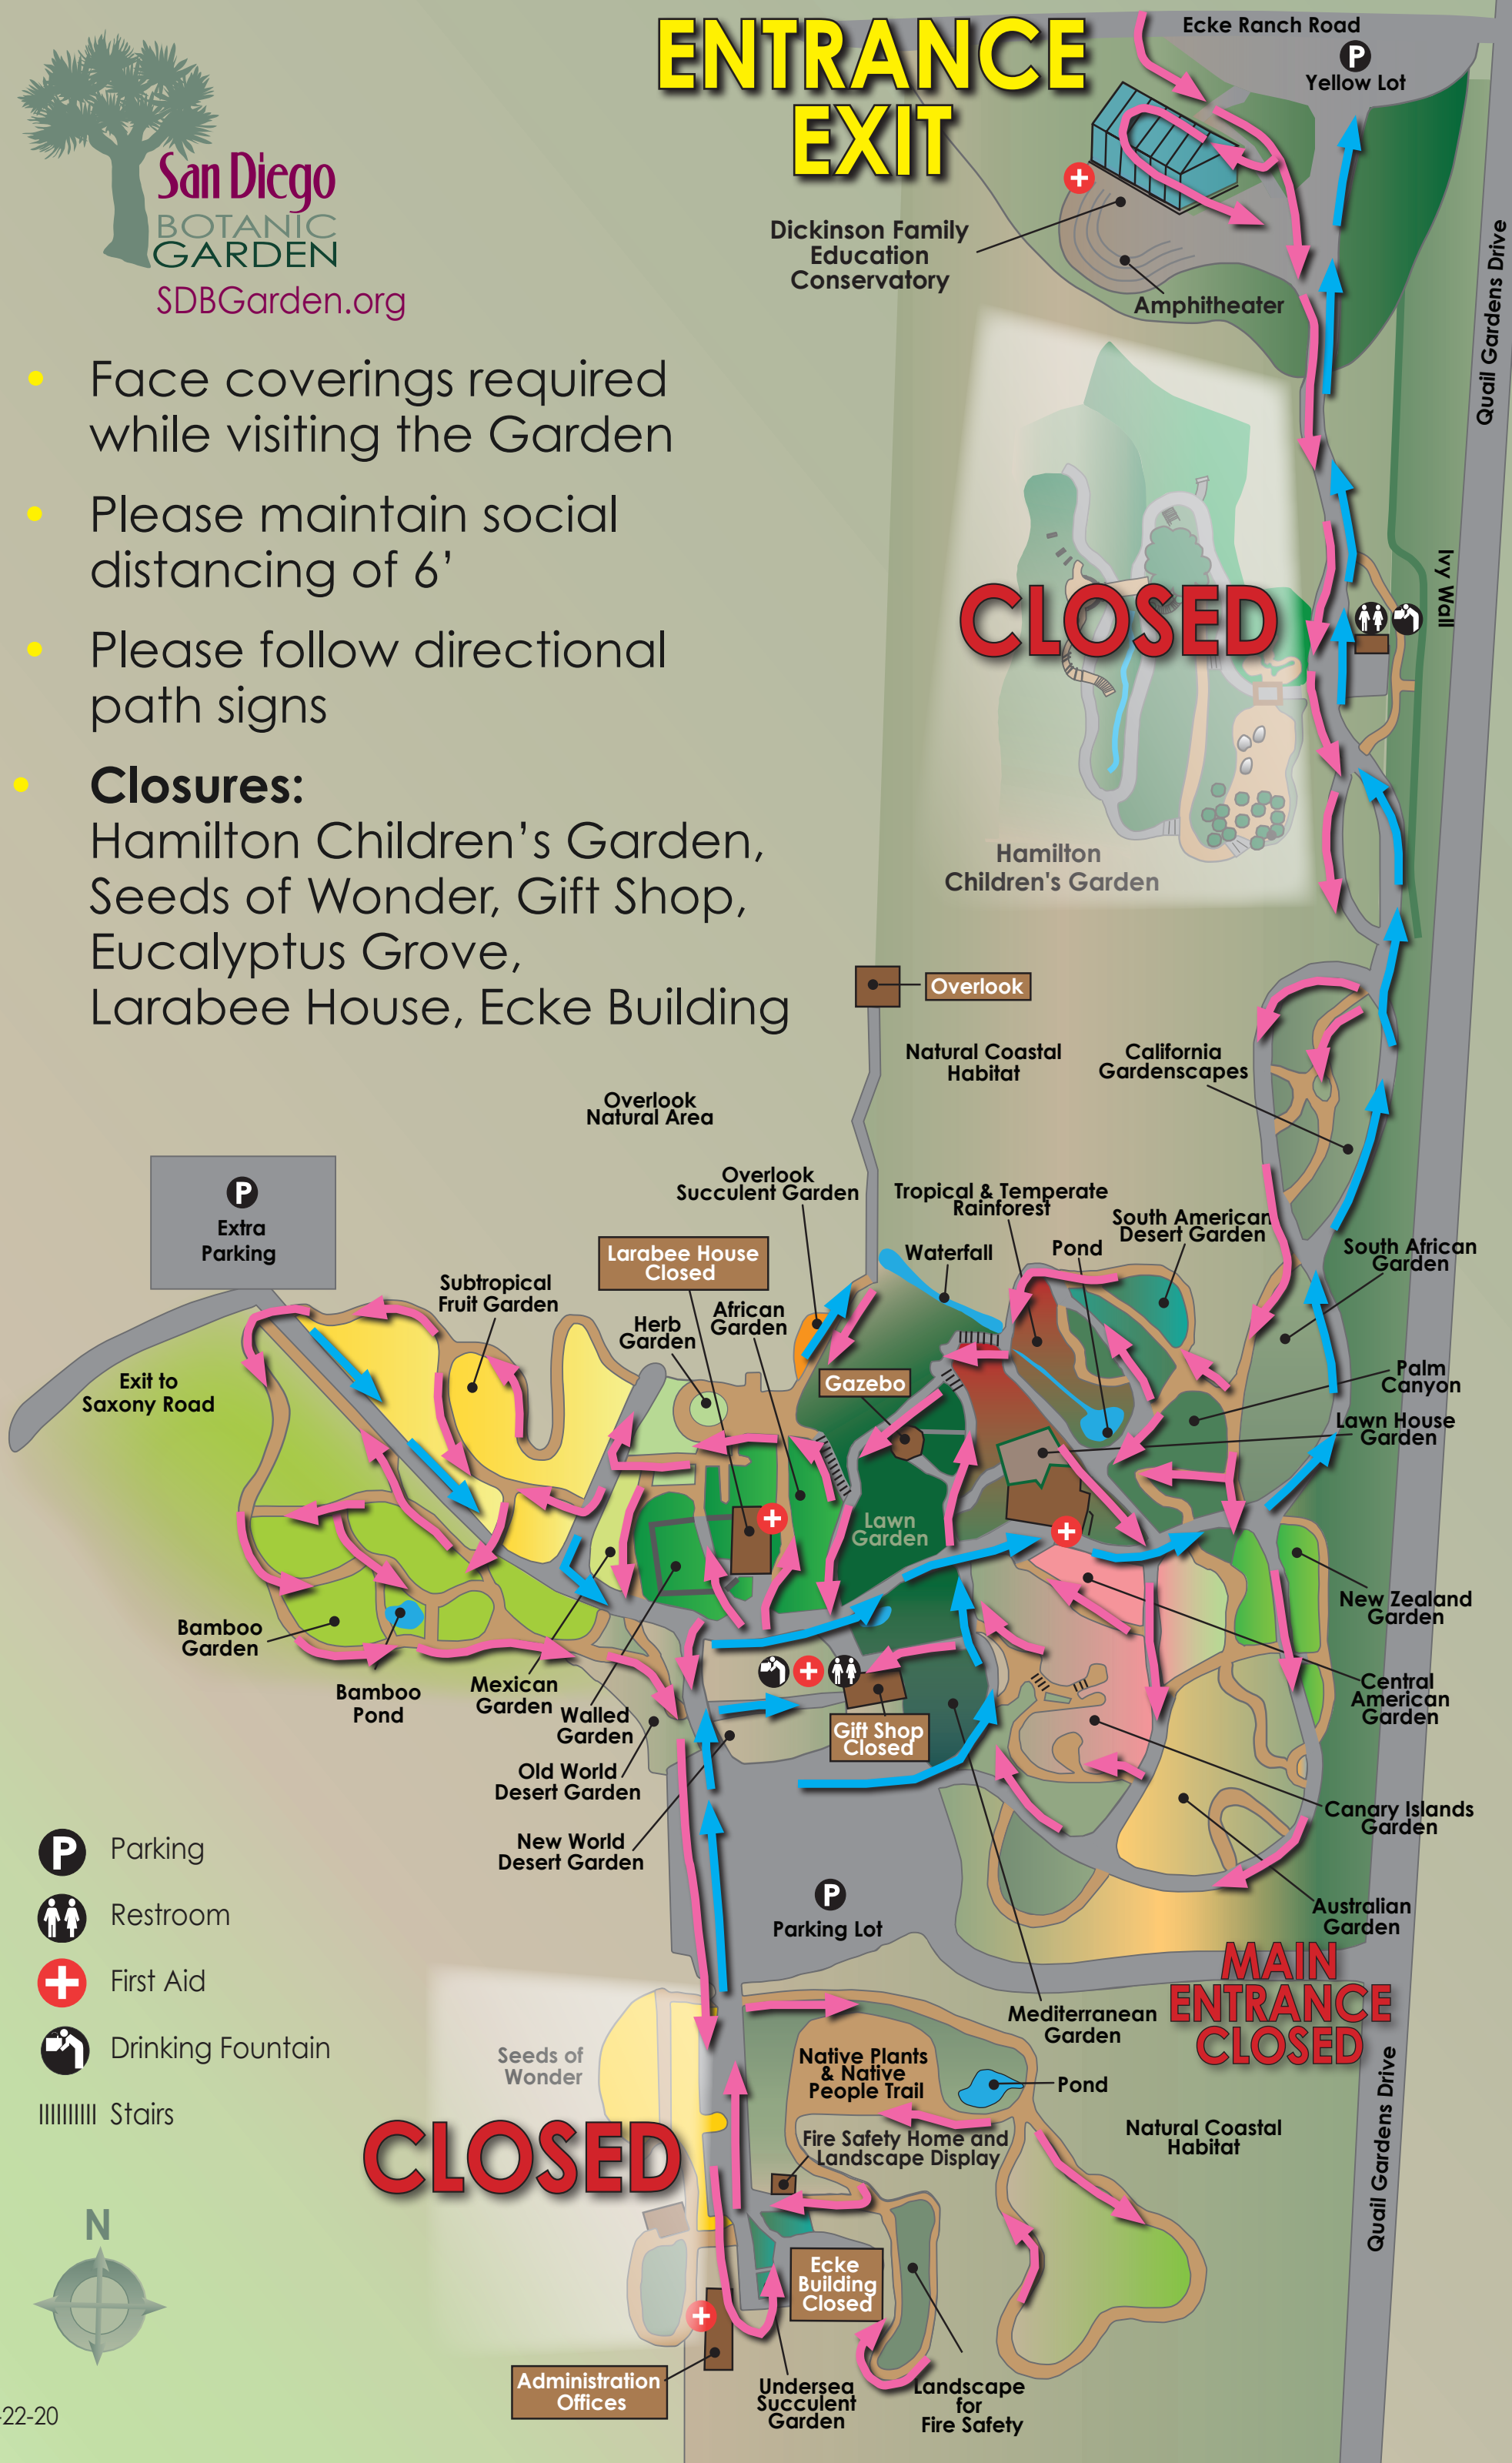 ENTRANCE
EXIT
Ecke Ranch Road
P
Yellow Lot
San Diego
BOTANIC
GARDEN
SDBGarden.org
Dickinson Family
Education
Conservatory
Amphitheater
Quail Gardens Drive
• Face coverings required
while visiting the Garden
• Please maintain social
distancing of 6’
• Please follow directional
path signs
• Closures:
Hamilton Children’s Garden,
Seeds of Wonder, Gift Shop,
Eucalyptus Grove,
Larabee House, Ecke Building
CLOSED
Ivy Wall
Hamilton
Children's Garden
Overlook
Natural Coastal
Habitat
California
Gardenscapes
Overlook
Natural Area
P
Extra
Parking
Overlook
Succulent Garden
Tropical & Temperate
Rainforest
South American
Desert Garden
Larabee House
Closed
Waterfall
Pond
South African
Garden
Subtropical
Fruit Garden
Herb
Garden
African
Garden
Exit to
Saxony Road
Gazebo
Palm
Canyon
Lawn House
Garden
Lawn
Garden
New Zealand
Garden
Bamboo
Garden
Bamboo
Pond
Mexican
Garden
Walled
Garden
Central
American
Garden
Gift Shop
Closed
Old World
Desert Garden
New World
Desert Garden
Canary Islands
Garden
Australian
Garden
P
Parking Lot
P Parking
Restroom
First Aid
Drinking Fountain
Stairs
MAIN
ENTRANCE
CLOSED
Mediterranean
Garden
Seeds of
Wonder
Native Plants
& Native
People Trail
Pond
Natural Coastal
Habitat
CLOSED
Fire Safety Home and
Landscape Display
Quail Gardens Drive
N
Ecke
Building
Closed
Administration
Offices
Undersea
Succulent
Garden
Landscape
for
Fire Safety
-22-20